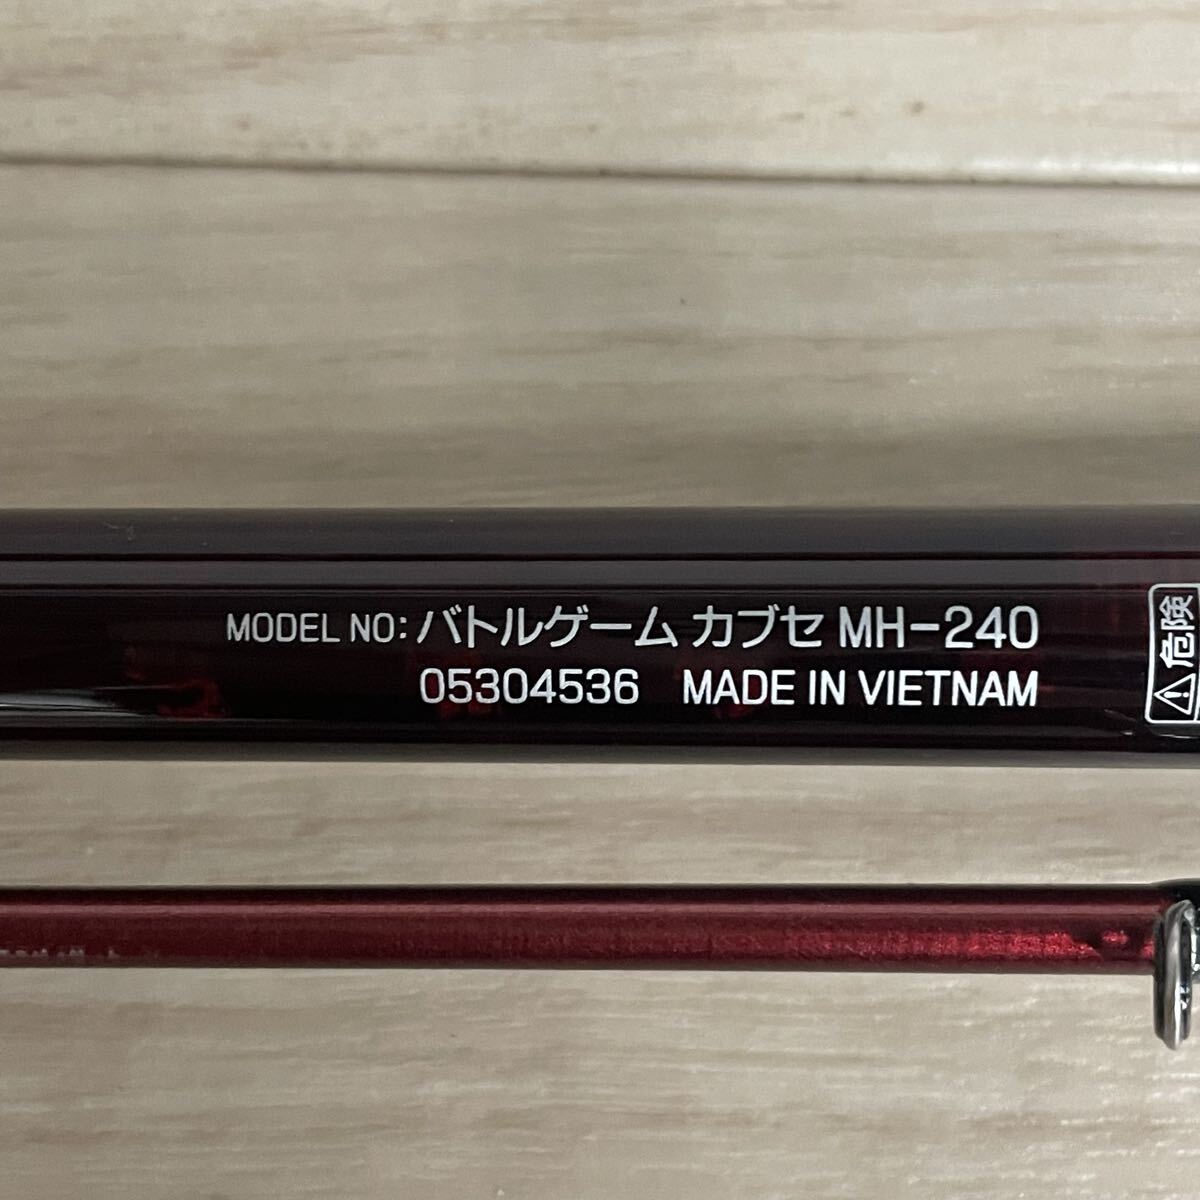 MODEL NO: バトルゲーム カブセ MH-240
05304536 MADE IN VIETNAM
危険